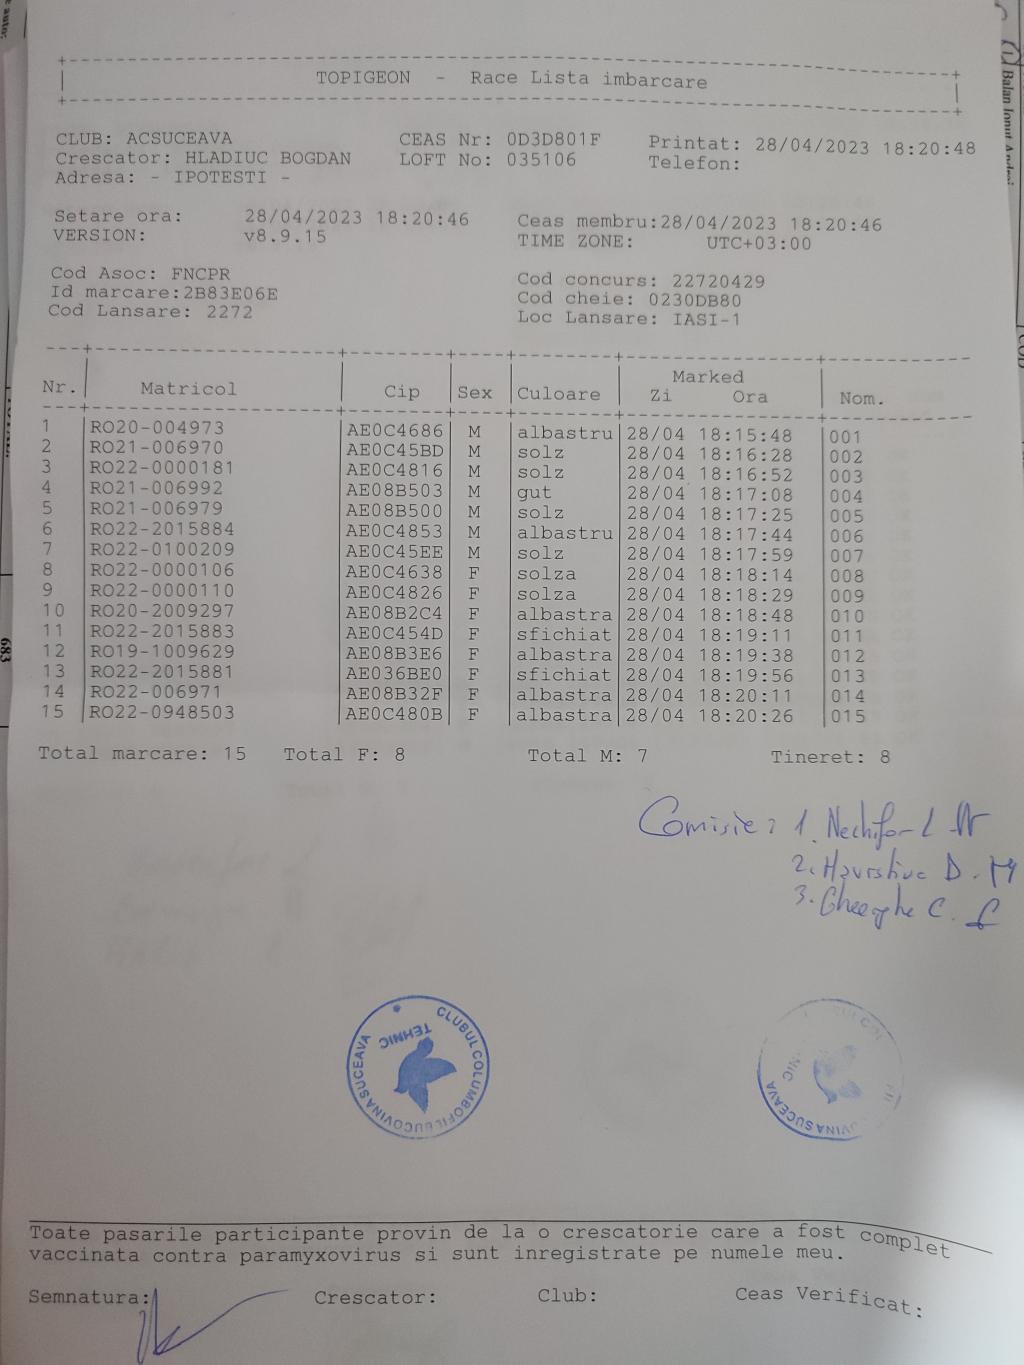 TOPIGEON - Race Lista imbarcare
CLUB: ACSUCEAVA CEAS Nr: 0D3D801F Printat: 28/04/2023 18:20:48
Crescator: HLADIUC BOGDAN LOFT No: 035106 Telefon:
Adresa: - IPOTESTI -
Setare ora: 28/04/2023 18:20:46 Ceas membru:28/04/2023 18:20:46
VERSION: v8.9.15 TIME ZONE: UTC+03:00
Cod Asoc: FNCPR Cod concurs: 22720429
Id marcare:2B83E06E Cod cheie: 0230DB80
Cod Lansare: 2272 Loc Lansare: IASI-1
Marked
Nr. Matricol Cip Sex Culoare Zi Ora Nom.
1 RO20-004973 AE0C4686 M albastru 28/04 18:15:48 001
2 RO21-006970 AE0C45BD M solz 28/04 18:16:28 002
3 RO22-0000181 AE0C4816 M solz 28/04 18:16:52 003
4 RO21-006992 AE08B503 M gut 28/04 18:17:08 004
5 RO21-006979 AE08B500 M solz 28/04 18:17:25 005
6 RO22-2015884 AE0C4853 M albastru 28/04 18:17:44 006
7 RO22-0100209 AE0C45EE M solz 28/04 18:17:59 007
8 RO22-0000106 AE0C4638 F solza 28/04 18:18:14 008
9 RO22-0000110 AE0C4826 F solza 28/04 18:18:29 009
10 RO20-2009297 AE08B2C4 F albastra 28/04 18:18:48 010
11 RO22-2015883 AE0C454D F sfichiat 28/04 18:19:11 011
12 RO19-1009629 AE08B3E6 F albastra 28/04 18:19:38 012
13 RO22-2015881 AE036BE0 F sfichiat 28/04 18:19:56 013
14 RO22-006971 AE08B32F F albastra 28/04 18:20:11 014
15 RO22-0948503 AE0C480B F albastra 28/04 18:20:26 015
Total marcare: 15 Total F: 8 Total M: 7 Tineret: 8
Comisie: 1. Nechifor L
2. D.
3. Gheorghe C.
CLUBUL COLUMBOFIL BUCOVINA SUCEAVA
TEHNIC
VINA SUCEAVA
Toate pasarile participante provin de la o crescatorie care a fost complet
vaccinata contra paramyxovirus si sunt inregistrate pe numele meu.
Semnatura: Crescator: Club: Ceas Verificat:
683
Balan Ionut Andrei